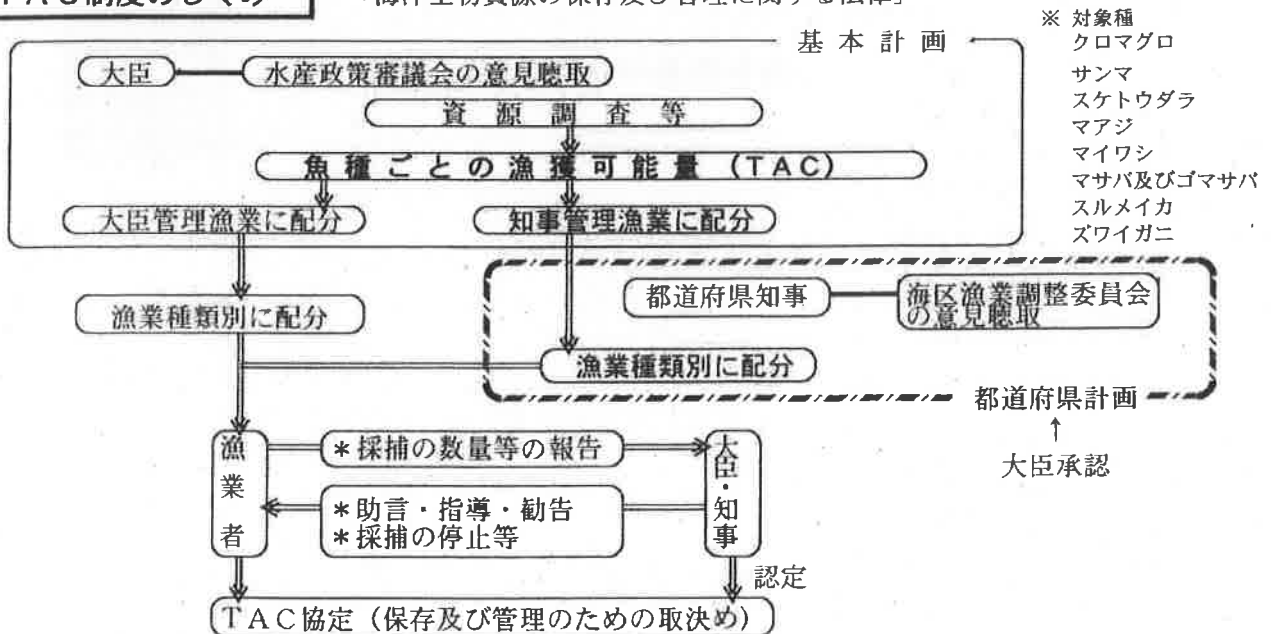 TAC制度のしくみ
「海洋生物資源の保存及び管理に関する法律」
※ 対象種
クロマグロ
サンマ
スケトウダラ
マアジ
マイワシ
マサバ及びゴマサバ
スルメイカ
ズワイガニ
基本計画
大臣
水産政策審議会の意見聴取
資源調査等
魚種ごとの漁獲可能量(TAC)
大臣管理漁業に配分
知事管理漁業に配分
都道府県知事
海区漁業調整委員会
の意見聴取
漁業種類別に配分
漁業種類別に配分
都道府県計画
↑
大臣承認
漁業者
*採捕の数量等の報告
*助言・指導・勧告
*採捕の停止等
大臣・知事
認定
TAC協定(保存及び管理のための取決め)